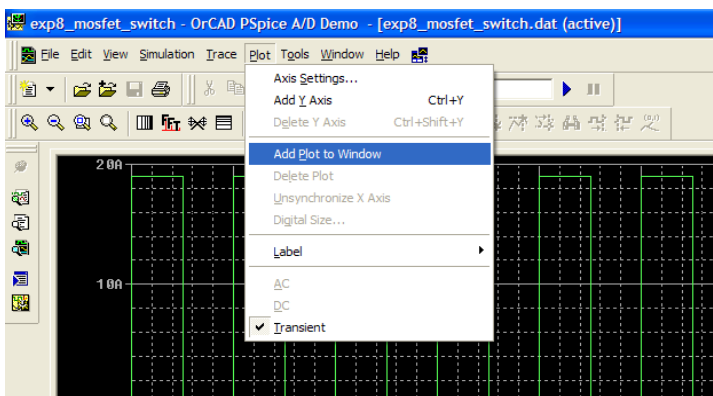 exp8_mosfet_switch - OrCAD PSpice A/D Demo - [exp8_mosfet_switch.dat (active)]
File Edit View Simulation Trace Plot Tools Window Help
Axis Settings...
Add Y Axis Ctrl+Y
Delete Y Axis Ctrl+Shift+Y
FFT
Add Plot to Window
Delete Plot
Unsynchronize X Axis
Digital Size...
Label
AC
DC
Transient
20A
10A